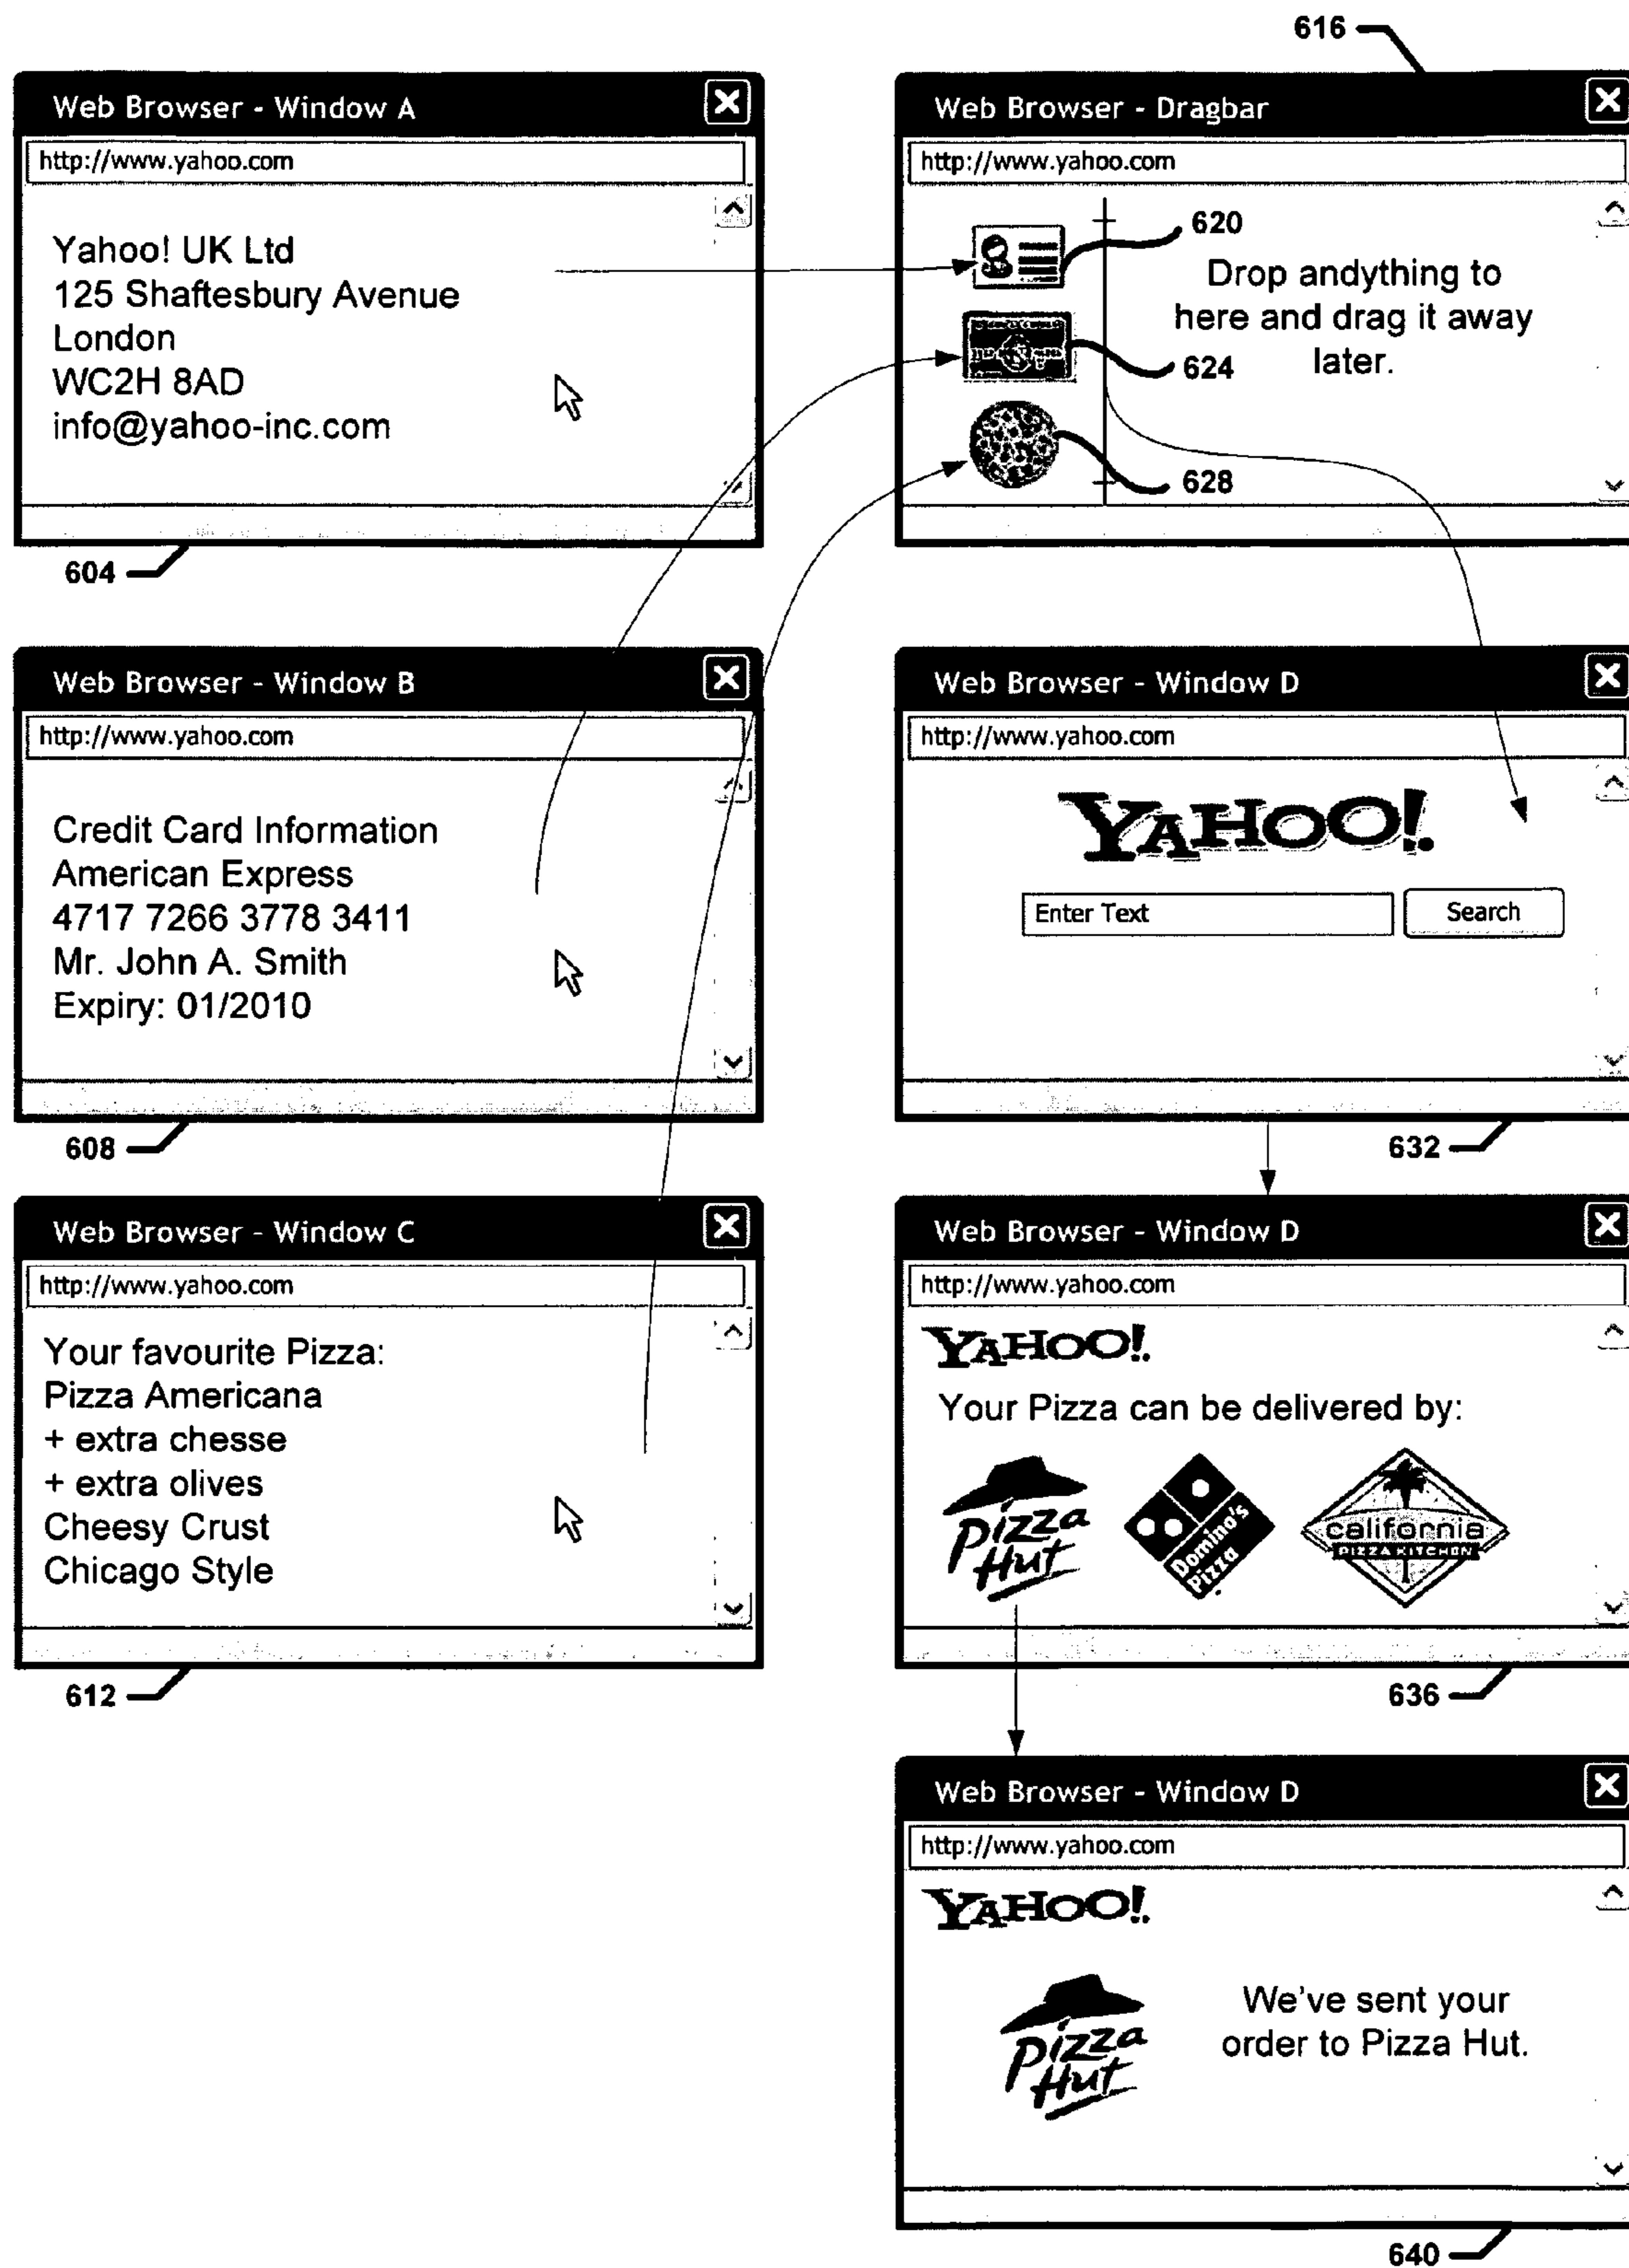 616
Web Browser - Window A
http://www.yahoo.com
Yahoo! UK Ltd
125 Shaftesbury Avenue
London
WC2H 8AD
info@yahoo-inc.com
604
Web Browser - Dragbar
http://www.yahoo.com
620
Drop andything to
here and drag it away
later.
624
628
Web Browser - Window B
http://www.yahoo.com
Credit Card Information
American Express
4717 7266 3778 3411
Mr. John A. Smith
Expiry: 01/2010
608
Web Browser - Window D
http://www.yahoo.com
YAHOO!
Enter Text
Search
632
Web Browser - Window C
http://www.yahoo.com
Your favourite Pizza:
Pizza Americana
+ extra chesse
+ extra olives
Cheesy Crust
Chicago Style
612
Web Browser - Window D
http://www.yahoo.com
YAHOO!
Your Pizza can be delivered by:
Pizza
Hut
Domino's
Pizza
california
PIZZA KITCHEN
636
Web Browser - Window D
http://www.yahoo.com
YAHOO!
Pizza
Hut
We've sent your
order to Pizza Hut.
640